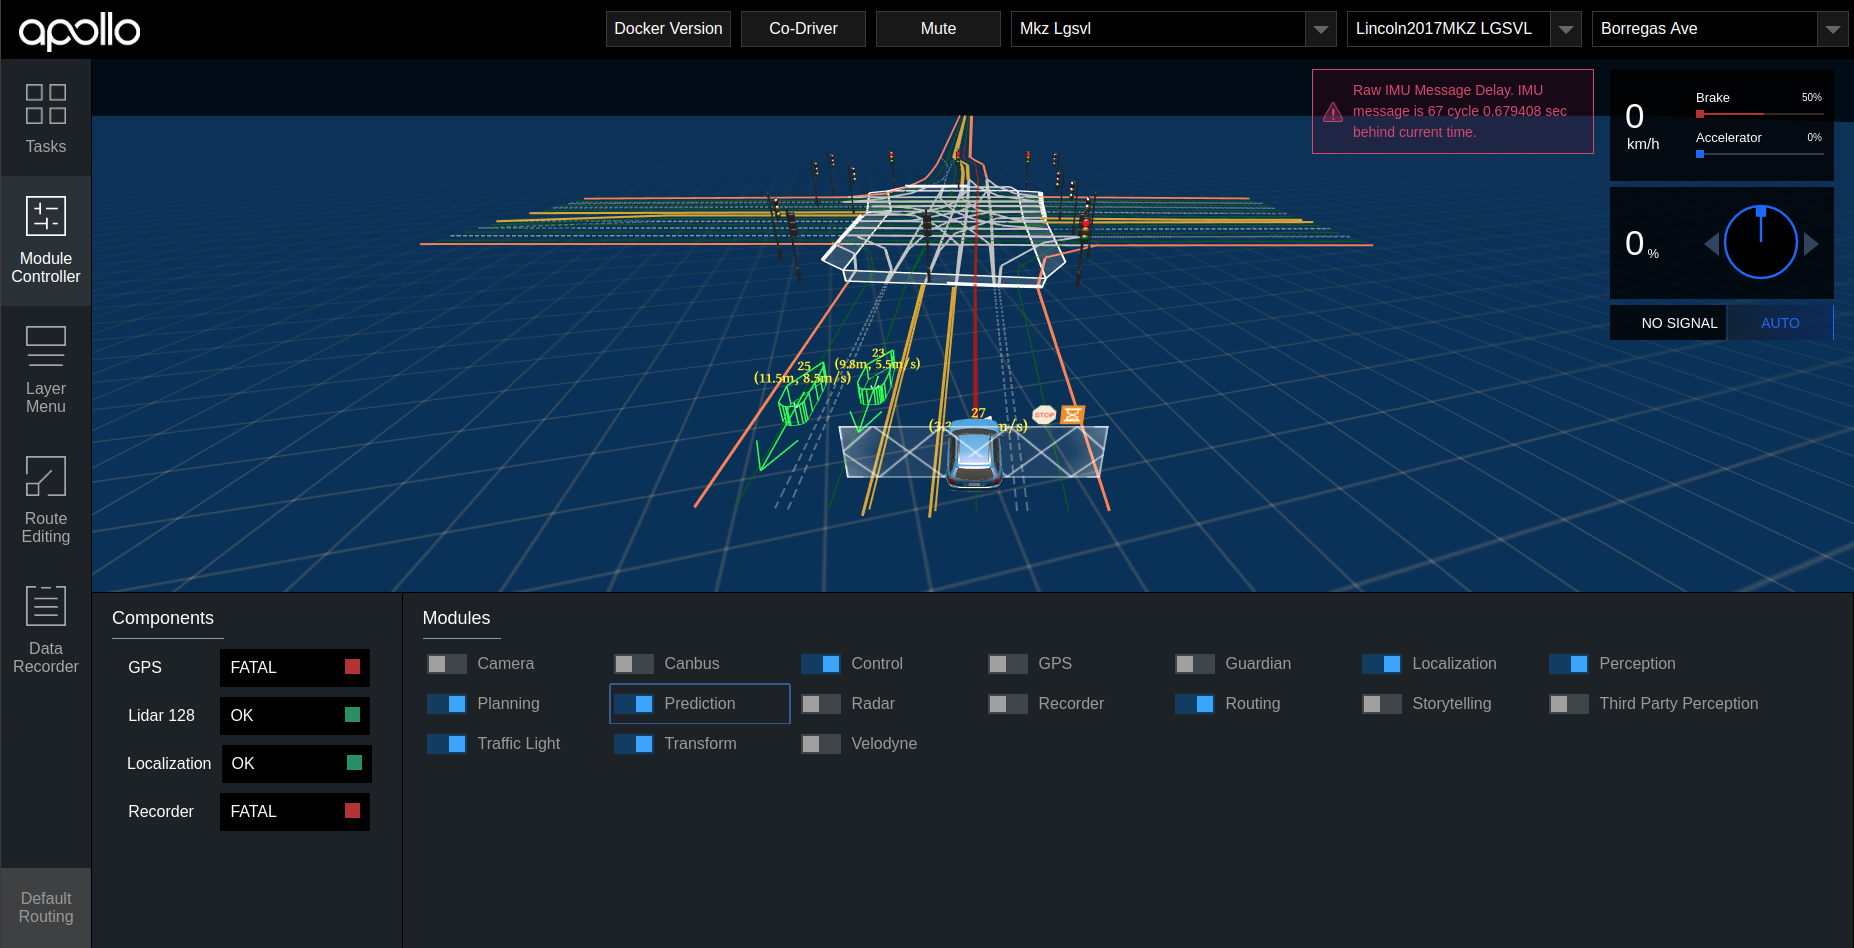 apollo
Docker Version
Co-Driver
Mute
Mkz Lgsvl
Lincoln2017MKZ LGSVL
Borregas Ave
Tasks
Module
Controller
Layer
Menu
Route
Editing
Data
Recorder
Default
Routing
Raw IMU Message Delay. IMU
message is 67 cycle 0.679408 sec
behind current time.
0
km/h
Brake 50%
Accelerator 0%
0 %
NO SIGNAL
AUTO
23
(9.8m, 5.5m/s)
25
(11.5m, 8.5m/s)
27
m/s)
STOP
Components
GPS FATAL
Lidar 128 OK
Localization OK
Recorder FATAL
Modules
Camera Canbus Control GPS Guardian Localization Perception
Planning Prediction Radar Recorder Routing Storytelling Third Party Perception
Traffic Light Transform Velodyne